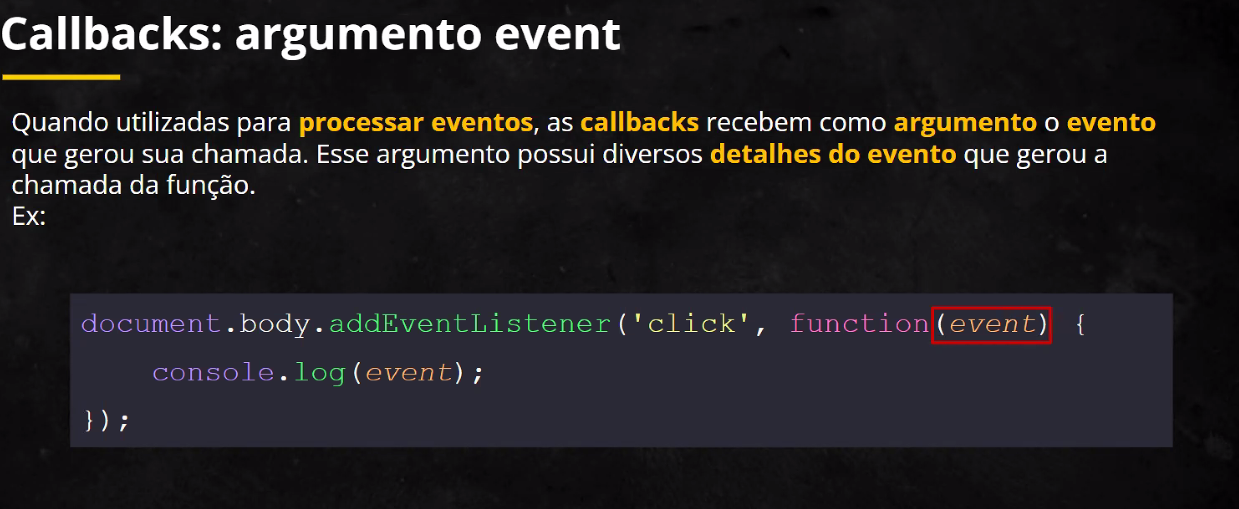 Callbacks: argumento event
Quando utilizadas para processar eventos, as callbacks recebem como argumento o evento
que gerou sua chamada. Esse argumento possui diversos detalhes do evento que gerou a
chamada da função.
Ex:
document.body.addEventListener('click', function(event) {
    console.log(event);
});